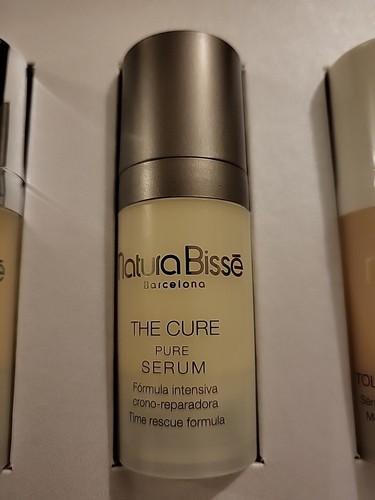 Natura Bissé
Barcelona
THE CURE
PURE
SERUM
Fórmula intensiva
crono-reparadora
Time rescue formula